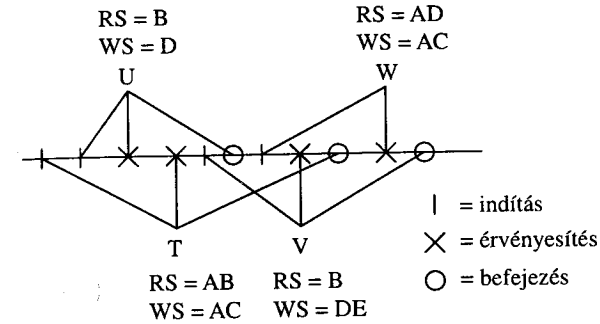 RS = B
WS = D
U
RS = AD
WS = AC
W
T
RS = AB
WS = AC
V
RS = B
WS = DE
| = indítás
X = érvényesítés
O = befejezés